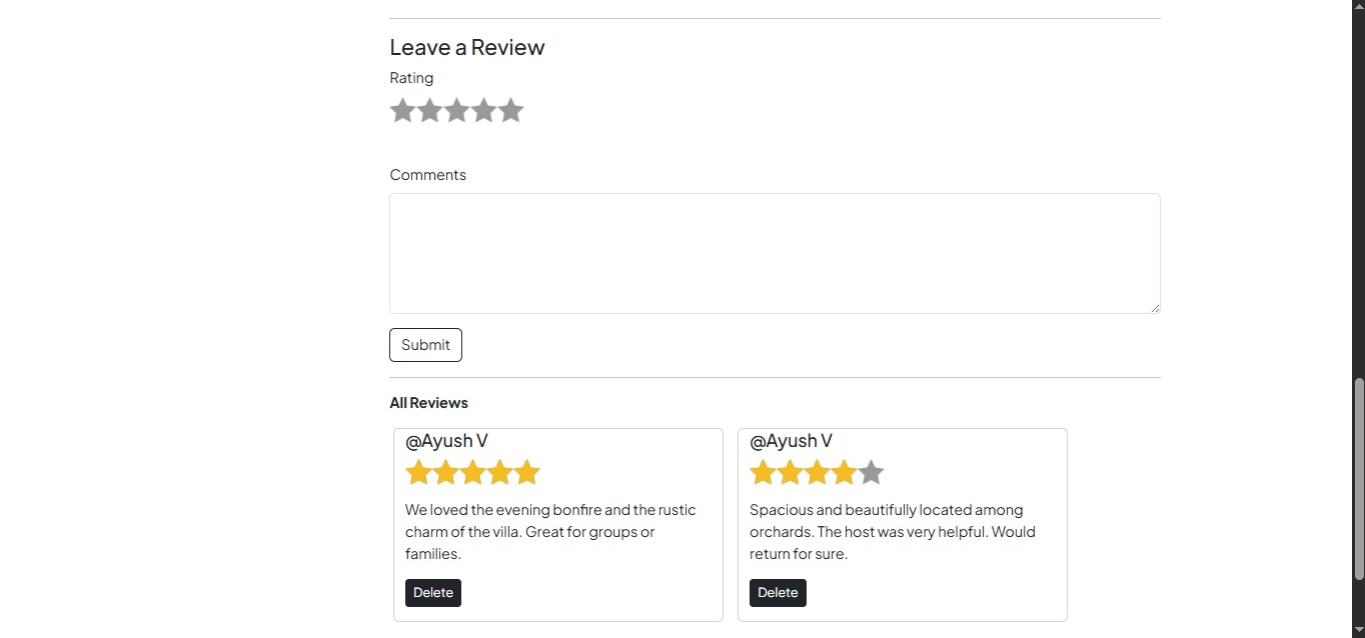 Leave a Review
Rating
Comments
Submit
All Reviews
@Ayush V
We loved the evening bonfire and the rustic
charm of the villa. Great for groups or
families.
Delete
@Ayush V
Spacious and beautifully located among
orchards. The host was very helpful. Would
return for sure.
Delete